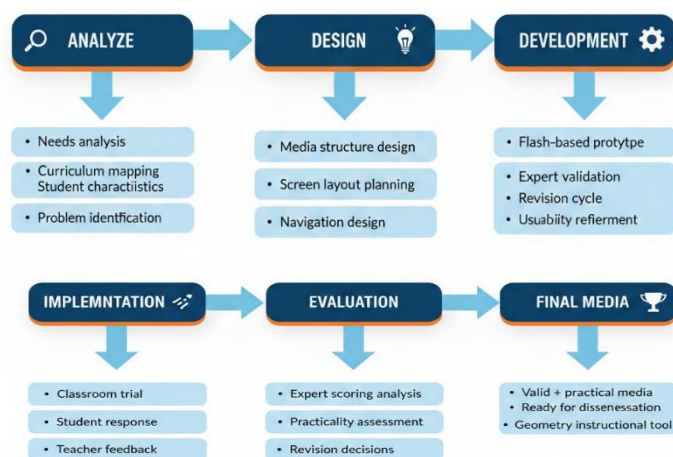 ANALYZE
DESIGN
DEVELOPMENT
• Needs analysis
• Curriculum mapping
Student charactiistics
• Problem identfication
• Media structure design
• Screen layout planning
• Navigation design
• Flash-based protytpe
• Expert validation
• Revision cycle
• Usability refierment
IMPLEMNTATION
EVALUATION
FINAL MEDIA
• Classroom trial
• Student response
• Teacher feedback
• Expert scoring analysis
• Practicality assessment
• Revision decisions
• Valid + practical media
• Ready for dissenessation
• Geometry instructional tool